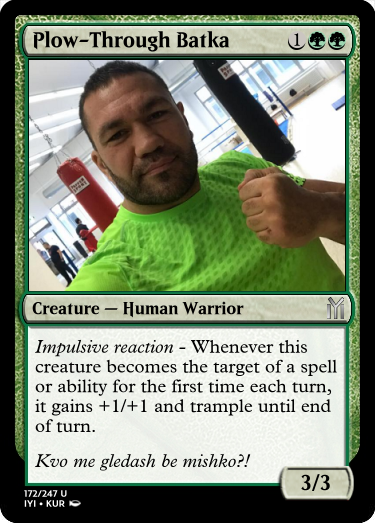 Plow-Through Batka 1
Creature — Human Warrior
Impulsive reaction - Whenever this
creature becomes the target of a spell
or ability for the first time each turn,
it gains +1/+1 and trample until end
of turn.
Kvo me gledash be mishko?!
3/3
172/247 U
IYI • KUR